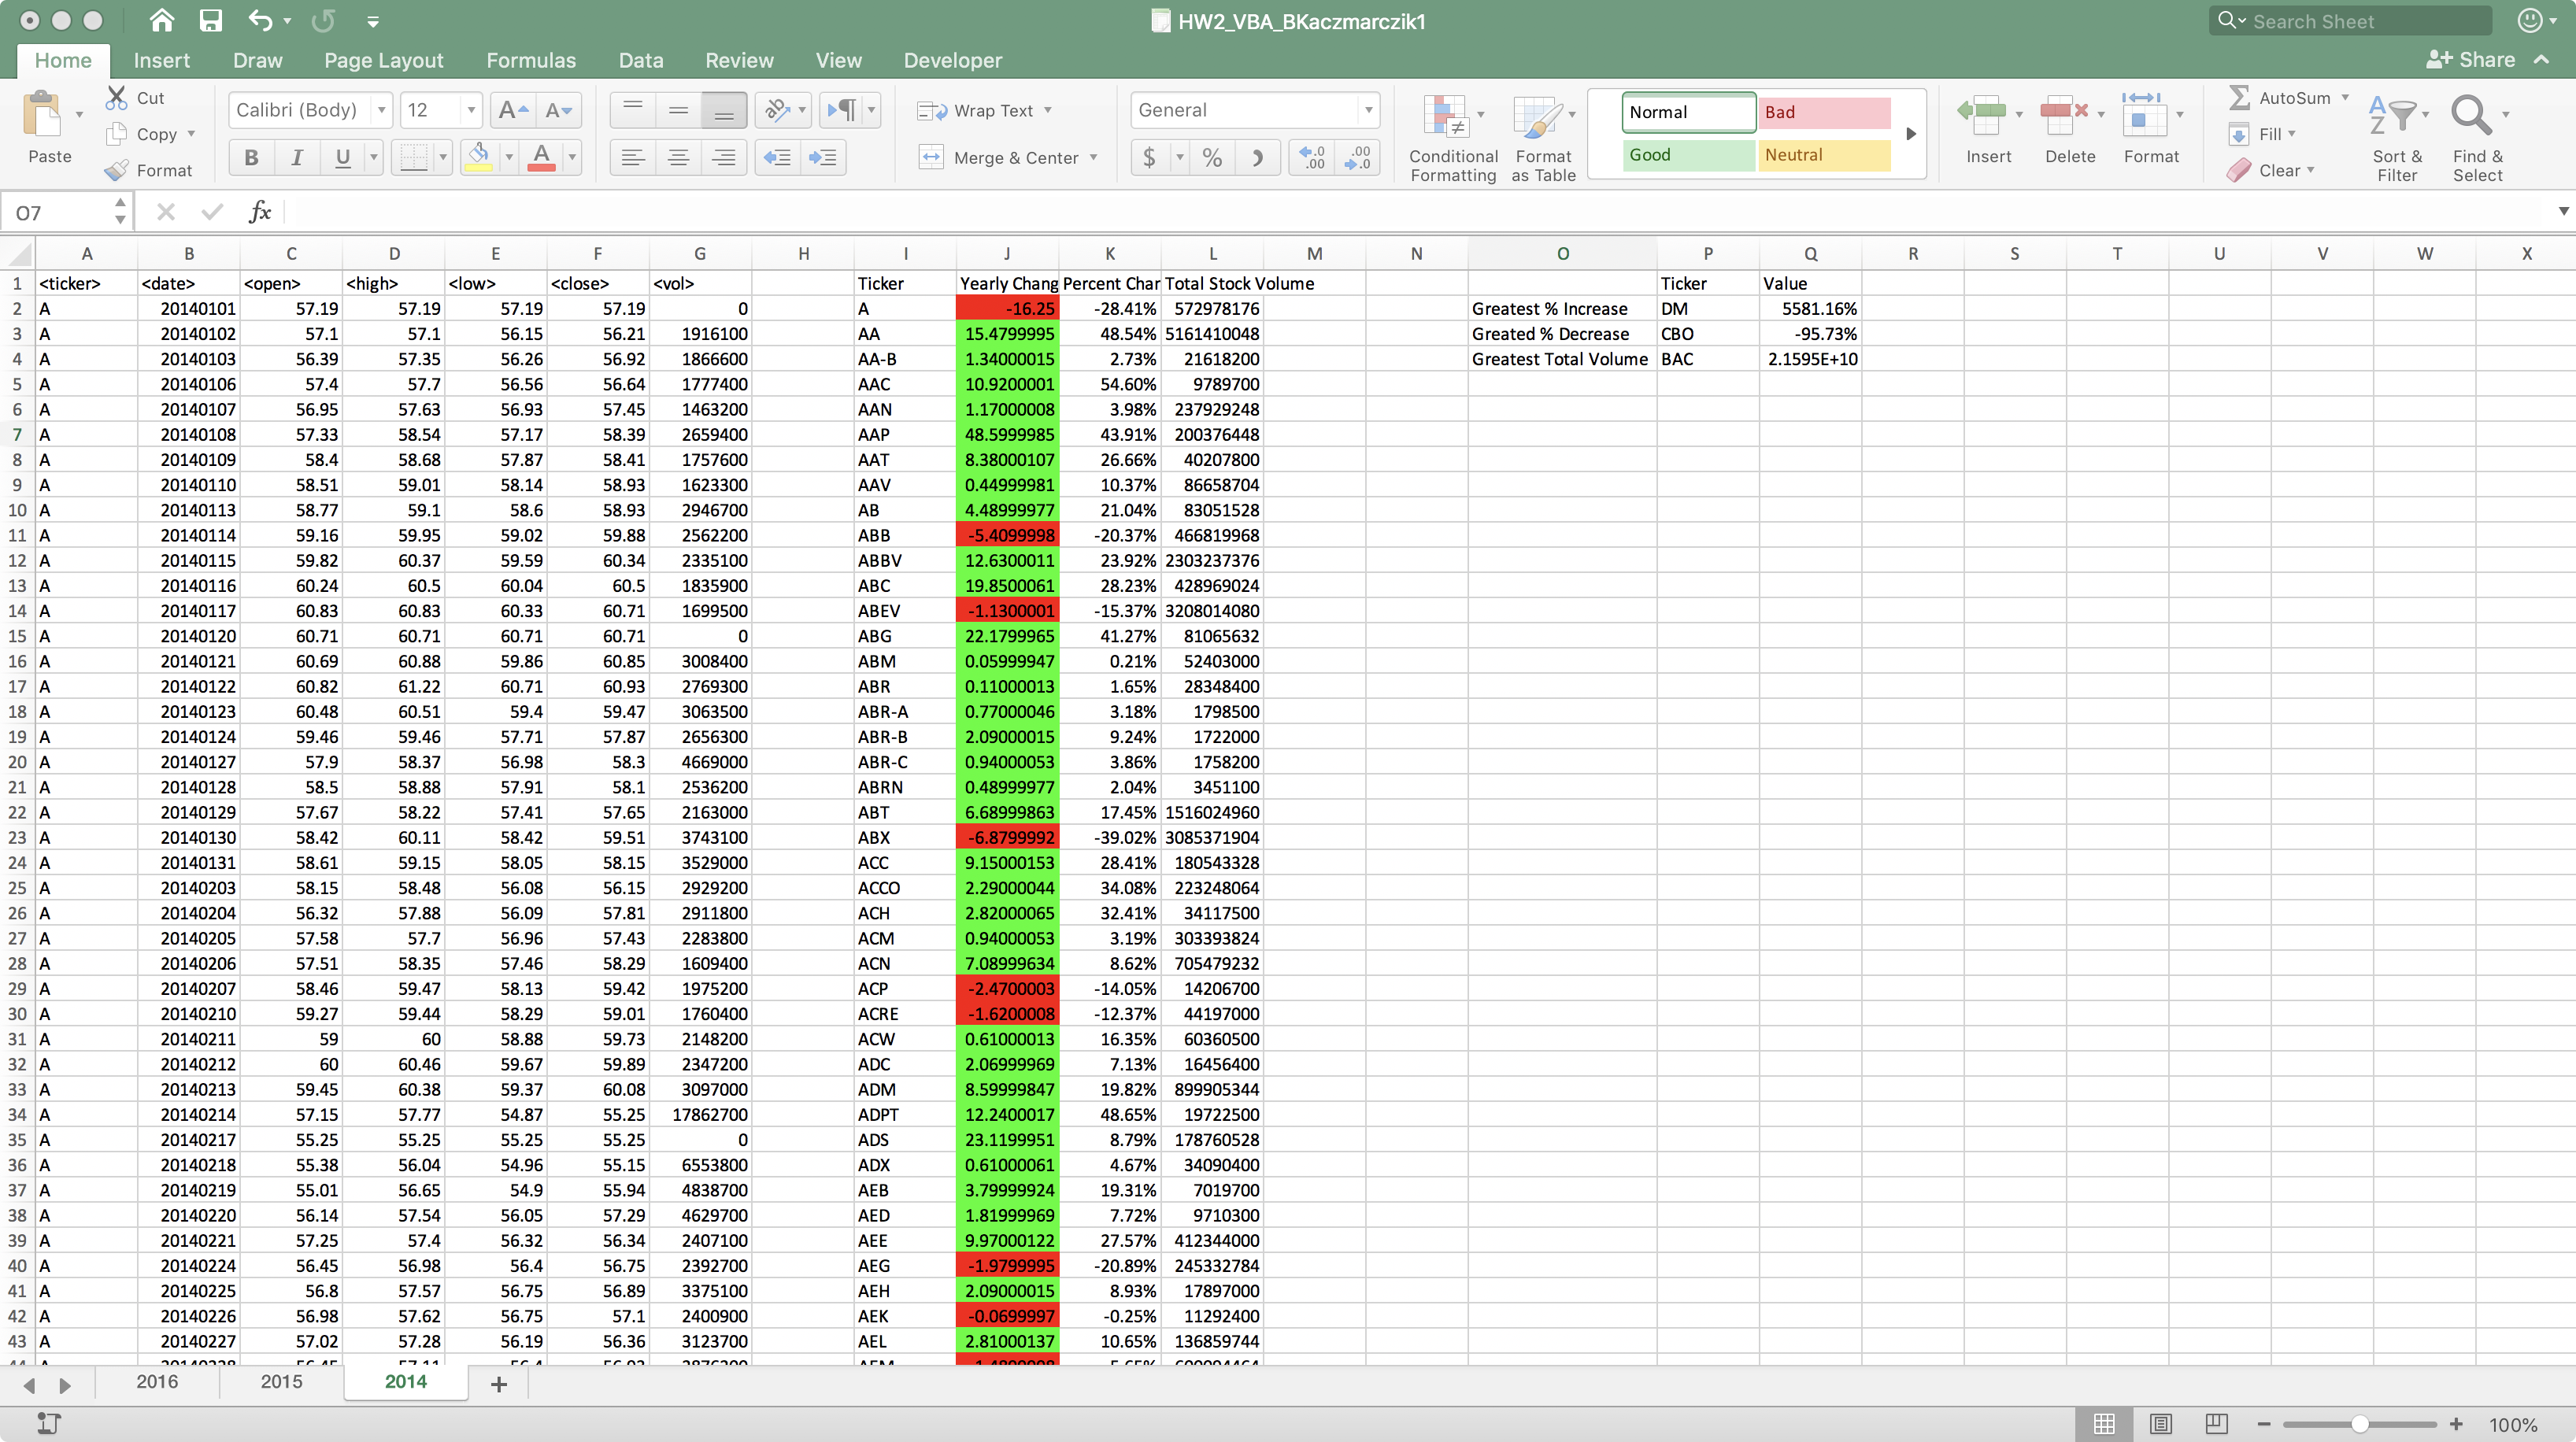 HW2_VBA_BKaczmarczik1
Search Sheet
Home Insert Draw Page Layout Formulas Data Review View Developer Share
Paste Cut Copy Format
Calibri (Body) 12 A A
B I U A
Wrap Text
Merge & Center
General
$ % .0 .00 .00 .0
Conditional Formatting
Format as Table
Normal Bad
Good Neutral
Insert Delete Format
AutoSum
Fill
Clear
Sort & Filter
Find & Select
O7 fx
A B C D E F G H I J K L M N O P Q R S T U V W X
1 <ticker> <date> <open> <high> <low> <close> <vol> Ticker Yearly Chang Percent Char Total Stock Volume Ticker Value
2 A 20140101 57.19 57.19 57.19 57.19 0 A -16.25 -28.41% 572978176 Greatest % Increase DM 5581.16%
3 A 20140102 57.1 57.1 56.15 56.21 1916100 AA 15.4799995 48.54% 5161410048 Greated % Decrease CBO -95.73%
4 A 20140103 56.39 57.35 56.26 56.92 1866600 AA-B 1.34000015 2.73% 21618200 Greatest Total Volume BAC 2.1595E+10
5 A 20140106 57.4 57.7 56.56 56.64 1777400 AAC 10.9200001 54.60% 9789700
6 A 20140107 56.95 57.63 56.93 57.45 1463200 AAN 1.17000008 3.98% 237929248
7 A 20140108 57.33 58.54 57.17 58.39 2659400 AAP 48.5999985 43.91% 200376448
8 A 20140109 58.4 58.68 57.87 58.41 1757600 AAT 8.38000107 26.66% 40207800
9 A 20140110 58.51 59.01 58.14 58.93 1623300 AAV 0.44999981 10.37% 86658704
10 A 20140113 58.77 59.1 58.6 58.93 2946700 AB 4.48999977 21.04% 83051528
11 A 20140114 59.16 59.95 59.02 59.88 2562200 ABB -5.4099998 -20.37% 466819968
12 A 20140115 59.82 60.37 59.59 60.34 2335100 ABBV 12.6300011 23.92% 2303237376
13 A 20140116 60.24 60.5 60.04 60.5 1835900 ABC 19.8500061 28.23% 428969024
14 A 20140117 60.83 60.83 60.33 60.71 1699500 ABEV -1.1300001 -15.37% 3208014080
15 A 20140120 60.71 60.71 60.71 60.71 0 ABG 22.1799965 41.27% 81065632
16 A 20140121 60.69 60.88 59.86 60.85 3008400 ABM 0.05999947 0.21% 52403000
17 A 20140122 60.82 61.22 60.71 60.93 2769300 ABR 0.11000013 1.65% 28348400
18 A 20140123 60.48 60.51 59.4 59.47 3063500 ABR-A 0.77000046 3.18% 1798500
19 A 20140124 59.46 59.46 57.71 57.87 2656300 ABR-B 2.09000015 9.24% 1722000
20 A 20140127 57.9 58.37 56.98 58.3 4669000 ABR-C 0.94000053 3.86% 1758200
21 A 20140128 58.5 58.88 57.91 58.1 2536200 ABRN 0.48999977 2.04% 3451100
22 A 20140129 57.67 58.22 57.41 57.65 2163000 ABT 6.68999863 17.45% 1516024960
23 A 20140130 58.42 60.11 58.42 59.51 3743100 ABX -6.8799992 -39.02% 3085371904
24 A 20140131 58.61 59.15 58.05 58.15 3529000 ACC 9.15000153 28.41% 180543328
25 A 20140203 58.15 58.48 56.08 56.15 2929200 ACCO 2.29000044 34.08% 223248064
26 A 20140204 56.32 57.88 56.09 57.81 2911800 ACH 2.82000065 32.41% 34117500
27 A 20140205 57.58 57.7 56.96 57.43 2283800 ACM 0.94000053 3.19% 303393824
28 A 20140206 57.51 58.35 57.46 58.29 1609400 ACN 7.08999634 8.62% 705479232
29 A 20140207 58.46 59.47 58.13 59.42 1975200 ACP -2.4700003 -14.05% 14206700
30 A 20140210 59.27 59.44 58.29 59.01 1760400 ACRE -1.6200008 -12.37% 44197000
31 A 20140211 59 60 58.88 59.73 2148200 ACW 0.61000013 16.35% 60360500
32 A 20140212 60 60.46 59.67 59.89 2347200 ADC 2.06999969 7.13% 16456400
33 A 20140213 59.45 60.38 59.37 60.08 3097000 ADM 8.59999847 19.82% 899905344
34 A 20140214 57.15 57.77 54.87 55.25 17862700 ADPT 12.2400017 48.65% 19722500
35 A 20140217 55.25 55.25 55.25 55.25 0 ADS 23.1199951 8.79% 178760528
36 A 20140218 55.38 56.04 54.96 55.15 6553800 ADX 0.61000061 4.67% 34090400
37 A 20140219 55.01 56.65 54.9 55.94 4838700 AEB 3.79999924 19.31% 7019700
38 A 20140220 56.14 57.54 56.05 57.29 4629700 AED 1.81999969 7.72% 9710300
39 A 20140221 57.25 57.4 56.32 56.34 2407100 AEE 9.97000122 27.57% 412344000
40 A 20140224 56.45 56.98 56.4 56.75 2392700 AEG -1.9799995 -20.89% 245332784
41 A 20140225 56.8 57.57 56.75 56.89 3375100 AEH 2.09000015 8.93% 17897000
42 A 20140226 56.98 57.62 56.75 57.1 2400900 AEK -0.0699997 -0.25% 11292400
43 A 20140227 57.02 57.28 56.19 56.36 3123700 AEL 2.81000137 10.65% 136859744
2016 2015 2014 +
100%